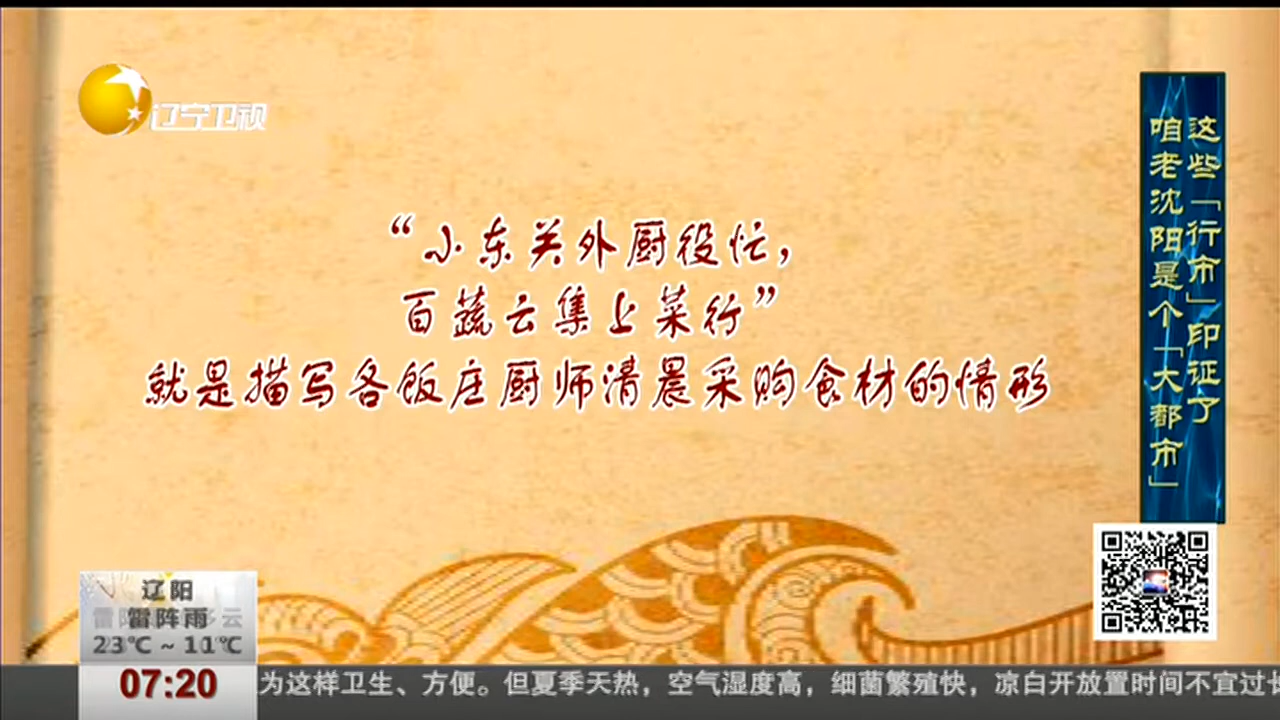 辽宁卫视
“小东关外厨役忙，
百蔬云集上菜行”
就是描写各饭庄厨师清晨采购食材的情形
这些「行市」印证了
咱老沈阳是个「大都市」
辽阳
雷阵雨
23℃~11℃
07:20
为这样卫生、方便。但夏季天热，空气湿度高，细菌繁殖快，凉白开放置时间不宜过长